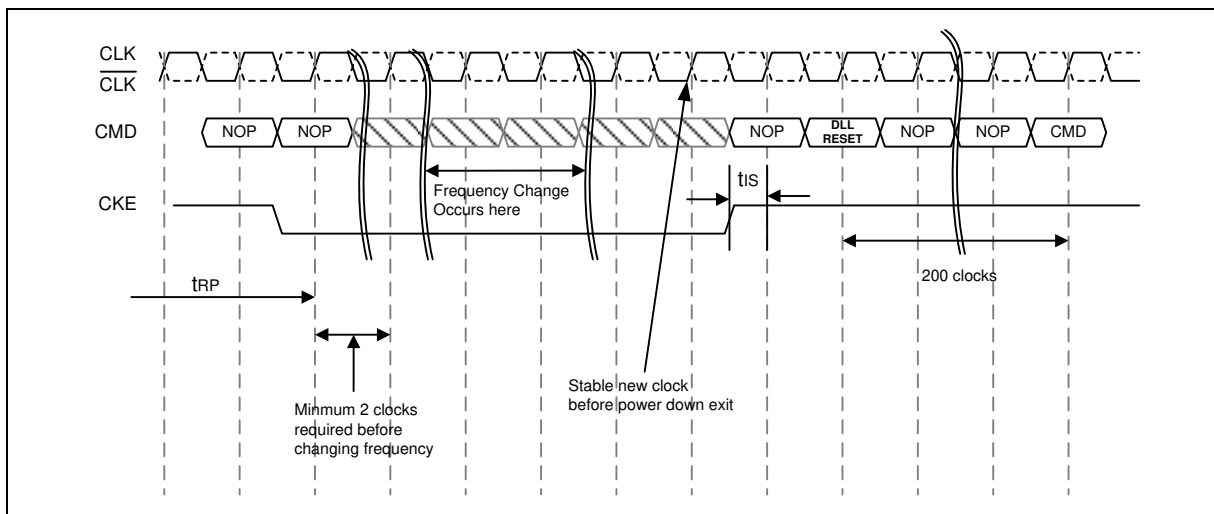 CLK
CLK
CMD
NOP
NOP
NOP
DLL
RESET
NOP
NOP
CMD
tIS
Frequency Change
Occurs here
CKE
200 clocks
tRP
Stable new clock
before power down exit
Minmum 2 clocks
required before
changing frequency